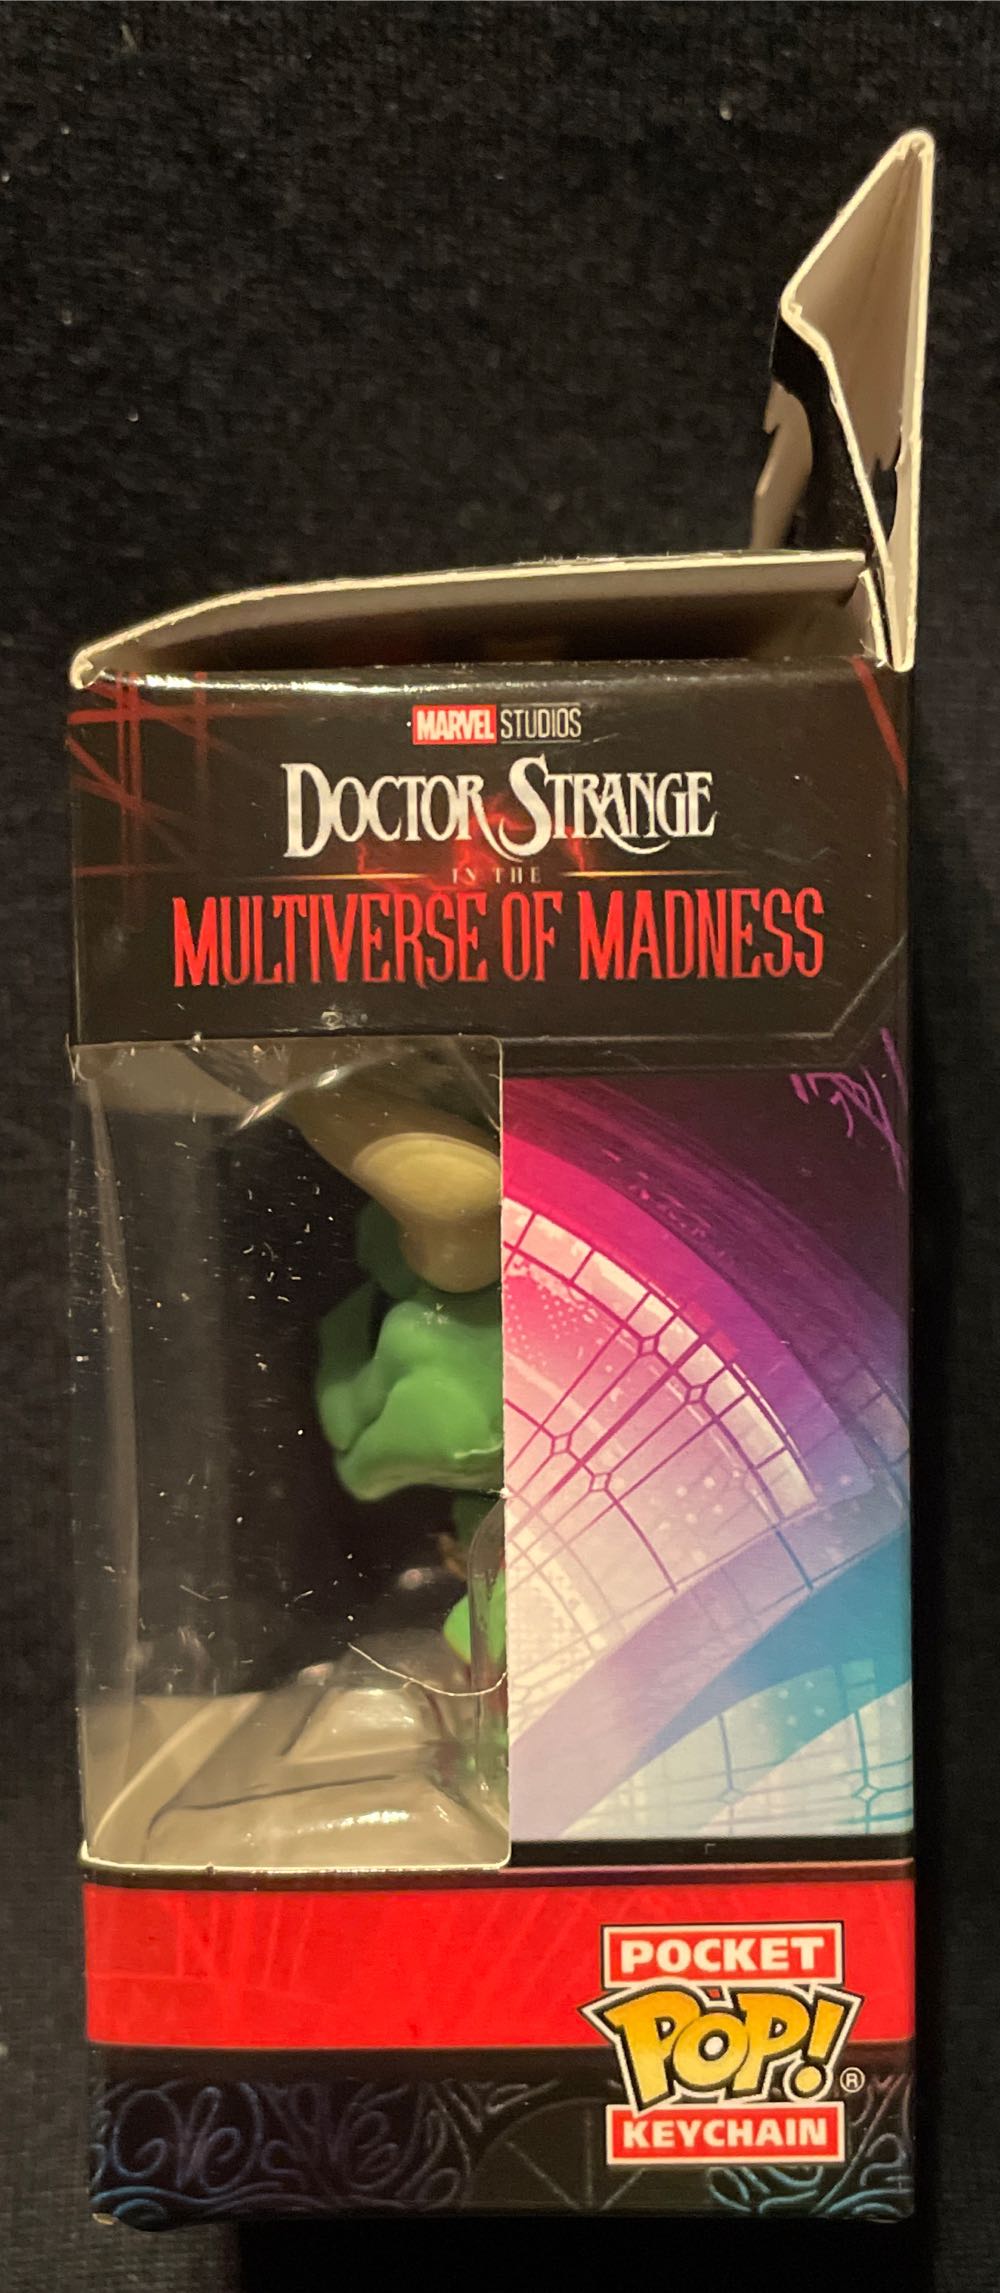 MARVEL STUDIOS
DOCTOR STRANGE
IN THE
MULTIVERSE OF MADNESS
POCKET
POP!®
KEYCHAIN